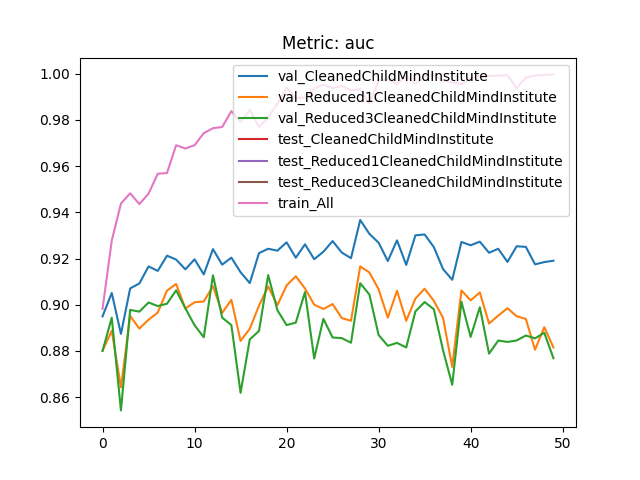 Metric: auc
1.00
0.98
0.96
0.94
0.92
0.90
0.88
0.86
val_CleanedChildMindInstitute
val_Reduced1CleanedChildMindInstitute
val_Reduced3CleanedChildMindInstitute
test_CleanedChildMindInstitute
test_Reduced1CleanedChildMindInstitute
test_Reduced3CleanedChildMindInstitute
train_All
0 10 20 30 40 50